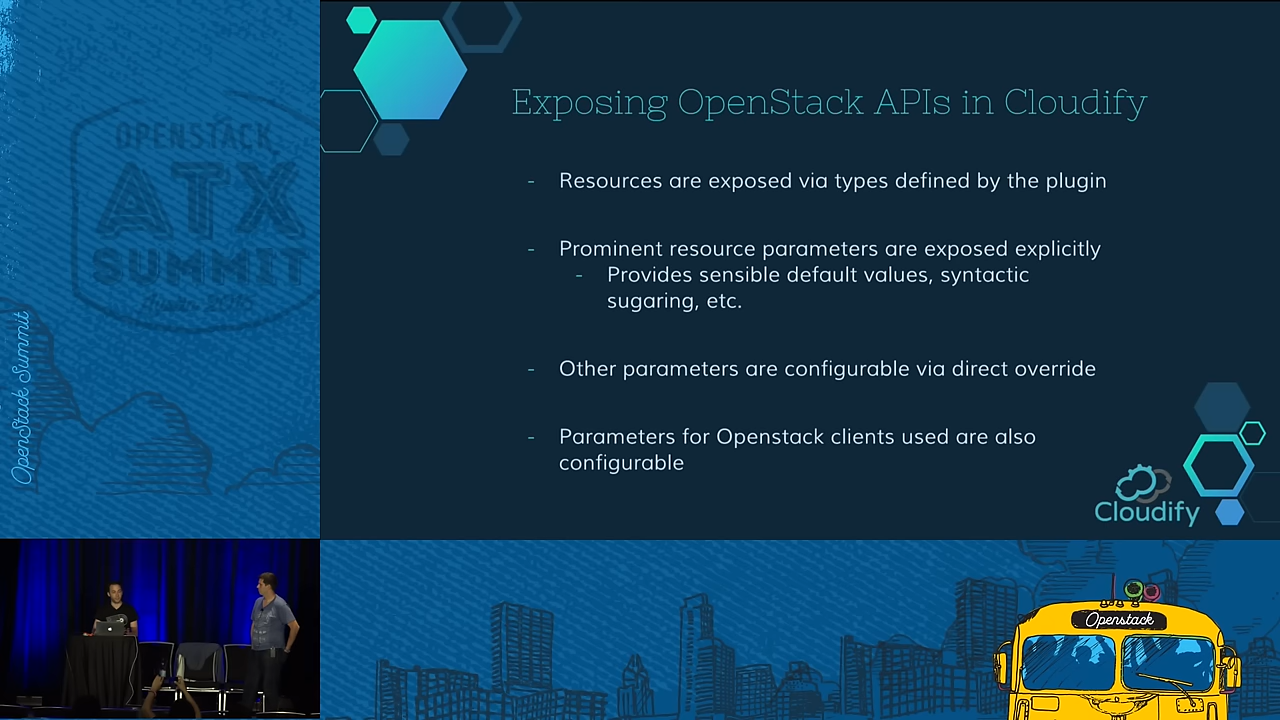 OPENSTACK
ATX
SUMMIT
Austin 2016
OpenStack Summit
Exposing OpenStack APIs in Cloudify
- Resources are exposed via types defined by the plugin
- Prominent resource parameters are exposed explicitly
- Provides sensible default values, syntactic
sugaring, etc.
- Other parameters are configurable via direct override
- Parameters for Openstack clients used are also
configurable
Cloudify
Openstack